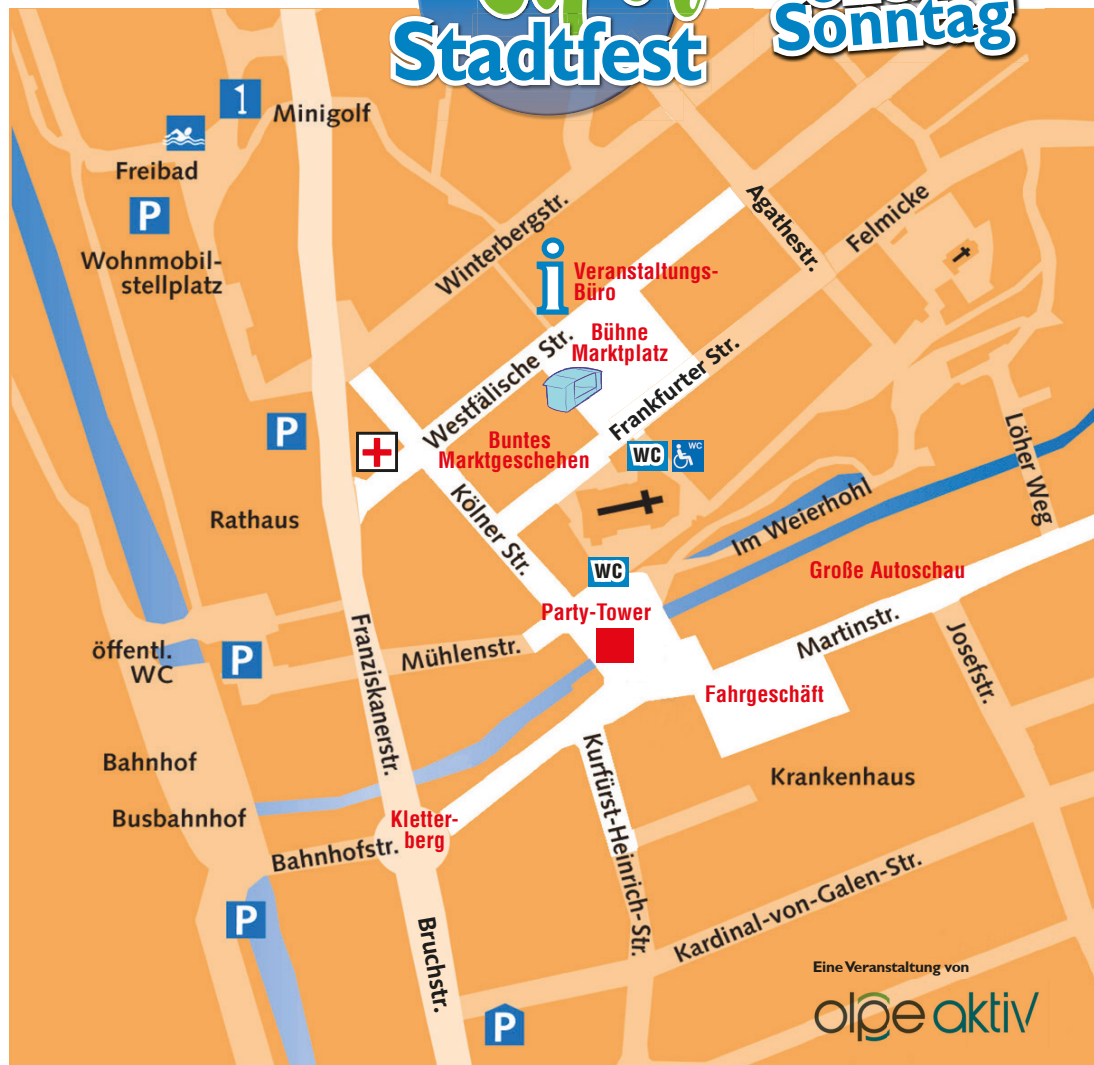 Stadtfest
Sonntag
Minigolf
Freibad
P
Wohnmobil-
stellplatz
Winterbergstr.
Agathestr.
Felmicke
i
Veranstaltungs-
Büro
Bühne
Marktplatz
Westfälische Str.
Frankfurter Str.
P
Buntes
Marktgeschehen
WC
WC
Löher Weg
Rathaus
Kölner Str.
Im Weierhohl
WC
Große Autoschau
Party-Tower
öffentl.
WC
P
Mühlenstr.
Franziskanerstr.
Martinstr.
Josefstr.
Fahrgeschäft
Bahnhof
Krankenhaus
Busbahnhof
Kletter-
berg
Bahnhofstr.
Kurfürst-Heinrich-Str.
Kardinal-von-Galen-Str.
P
Bruchstr.
P
Eine Veranstaltung von
olpe aktiv